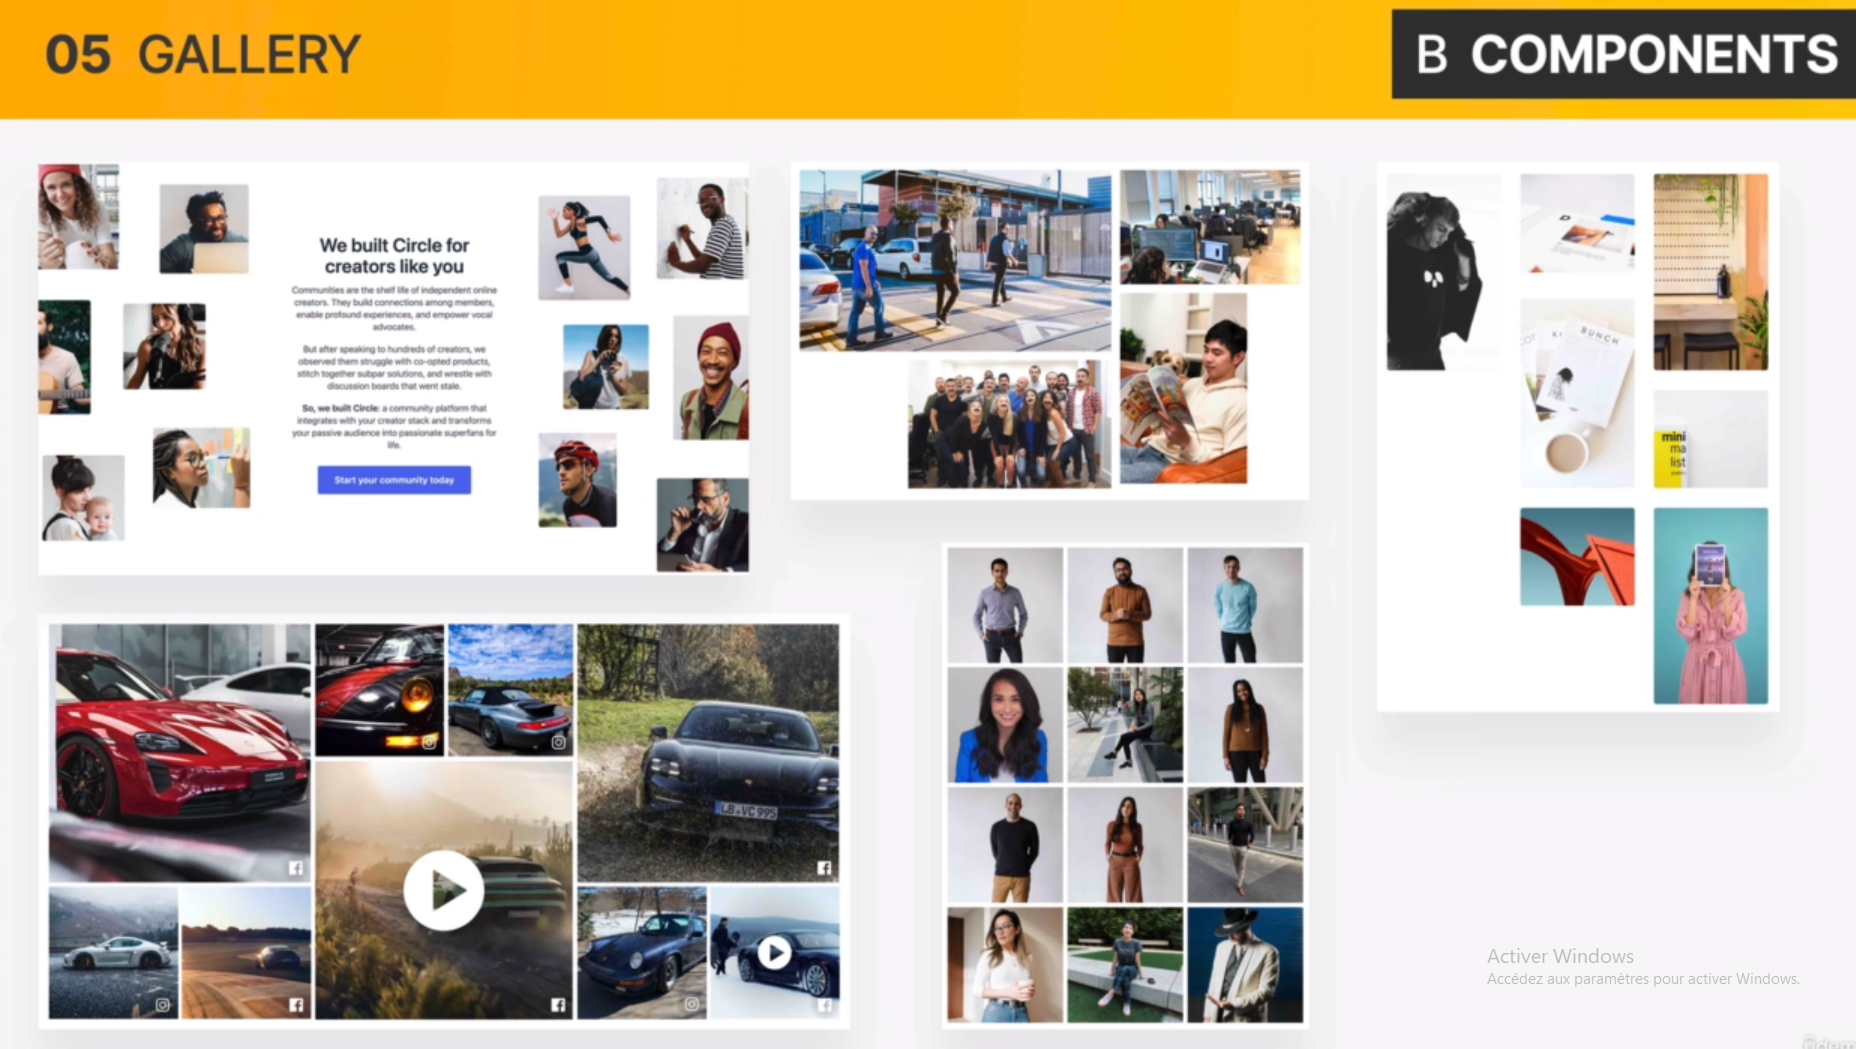 05 GALLERY
B COMPONENTS
We built Circle for
creators like you
Communities are the shelf life of independent online
creators. They build connections among members,
enable profound experiences, and empower vocal
advocates.
But after speaking to hundreds of creators, we
observed them struggle with co-opted products,
stitch together subpar solutions, and wrestle with
discussion boards that went stale.
So, we built Circle: a community platform that
integrates with your creator stack and transforms
your passive audience into passionate superfans for
life.
Start your community today
BUNCH
mini
ma
list
LB VC 995
Activer Windows
Accédez aux paramètres pour activer Windows.